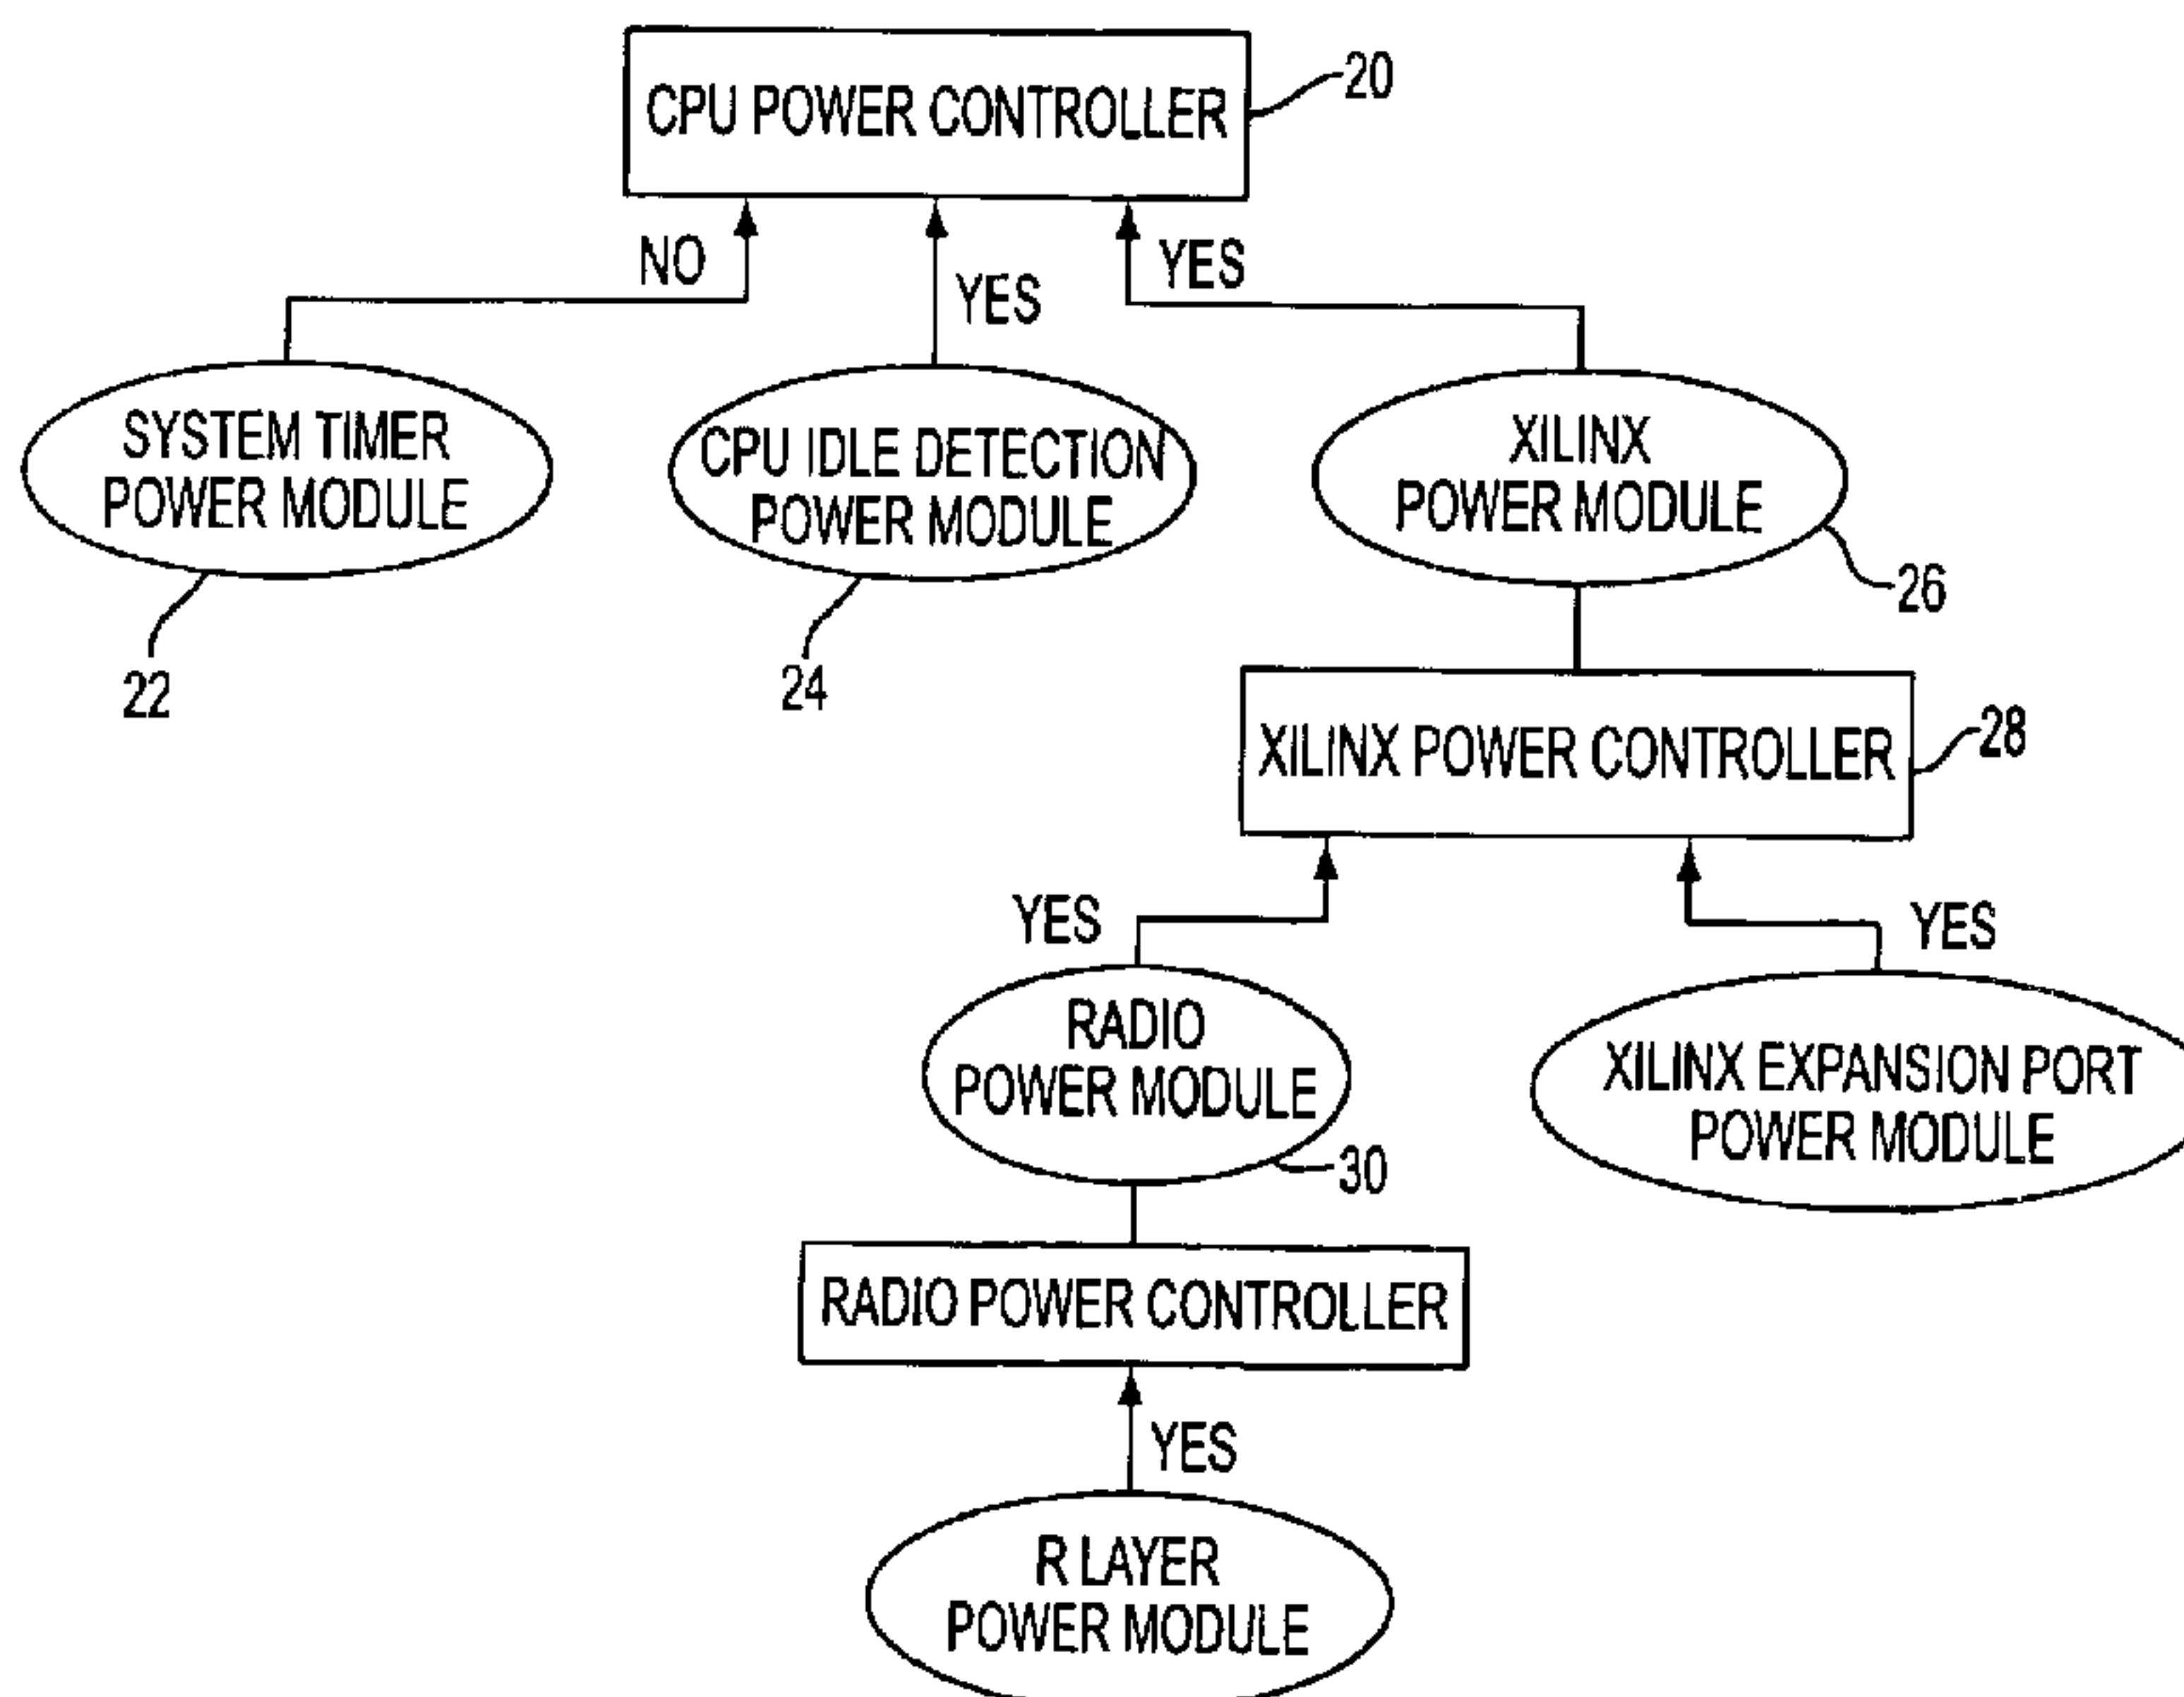 CPU POWER CONTROLLER
20
NO
YES
YES
SYSTEM TIMER
POWER MODULE
CPU IDLE DETECTION
POWER MODULE
XILINX
POWER MODULE
22
24
26
XILINX POWER CONTROLLER
28
YES
YES
RADIO
POWER MODULE
30
XILINX EXPANSION PORT
POWER MODULE
RADIO POWER CONTROLLER
YES
R LAYER
POWER MODULE